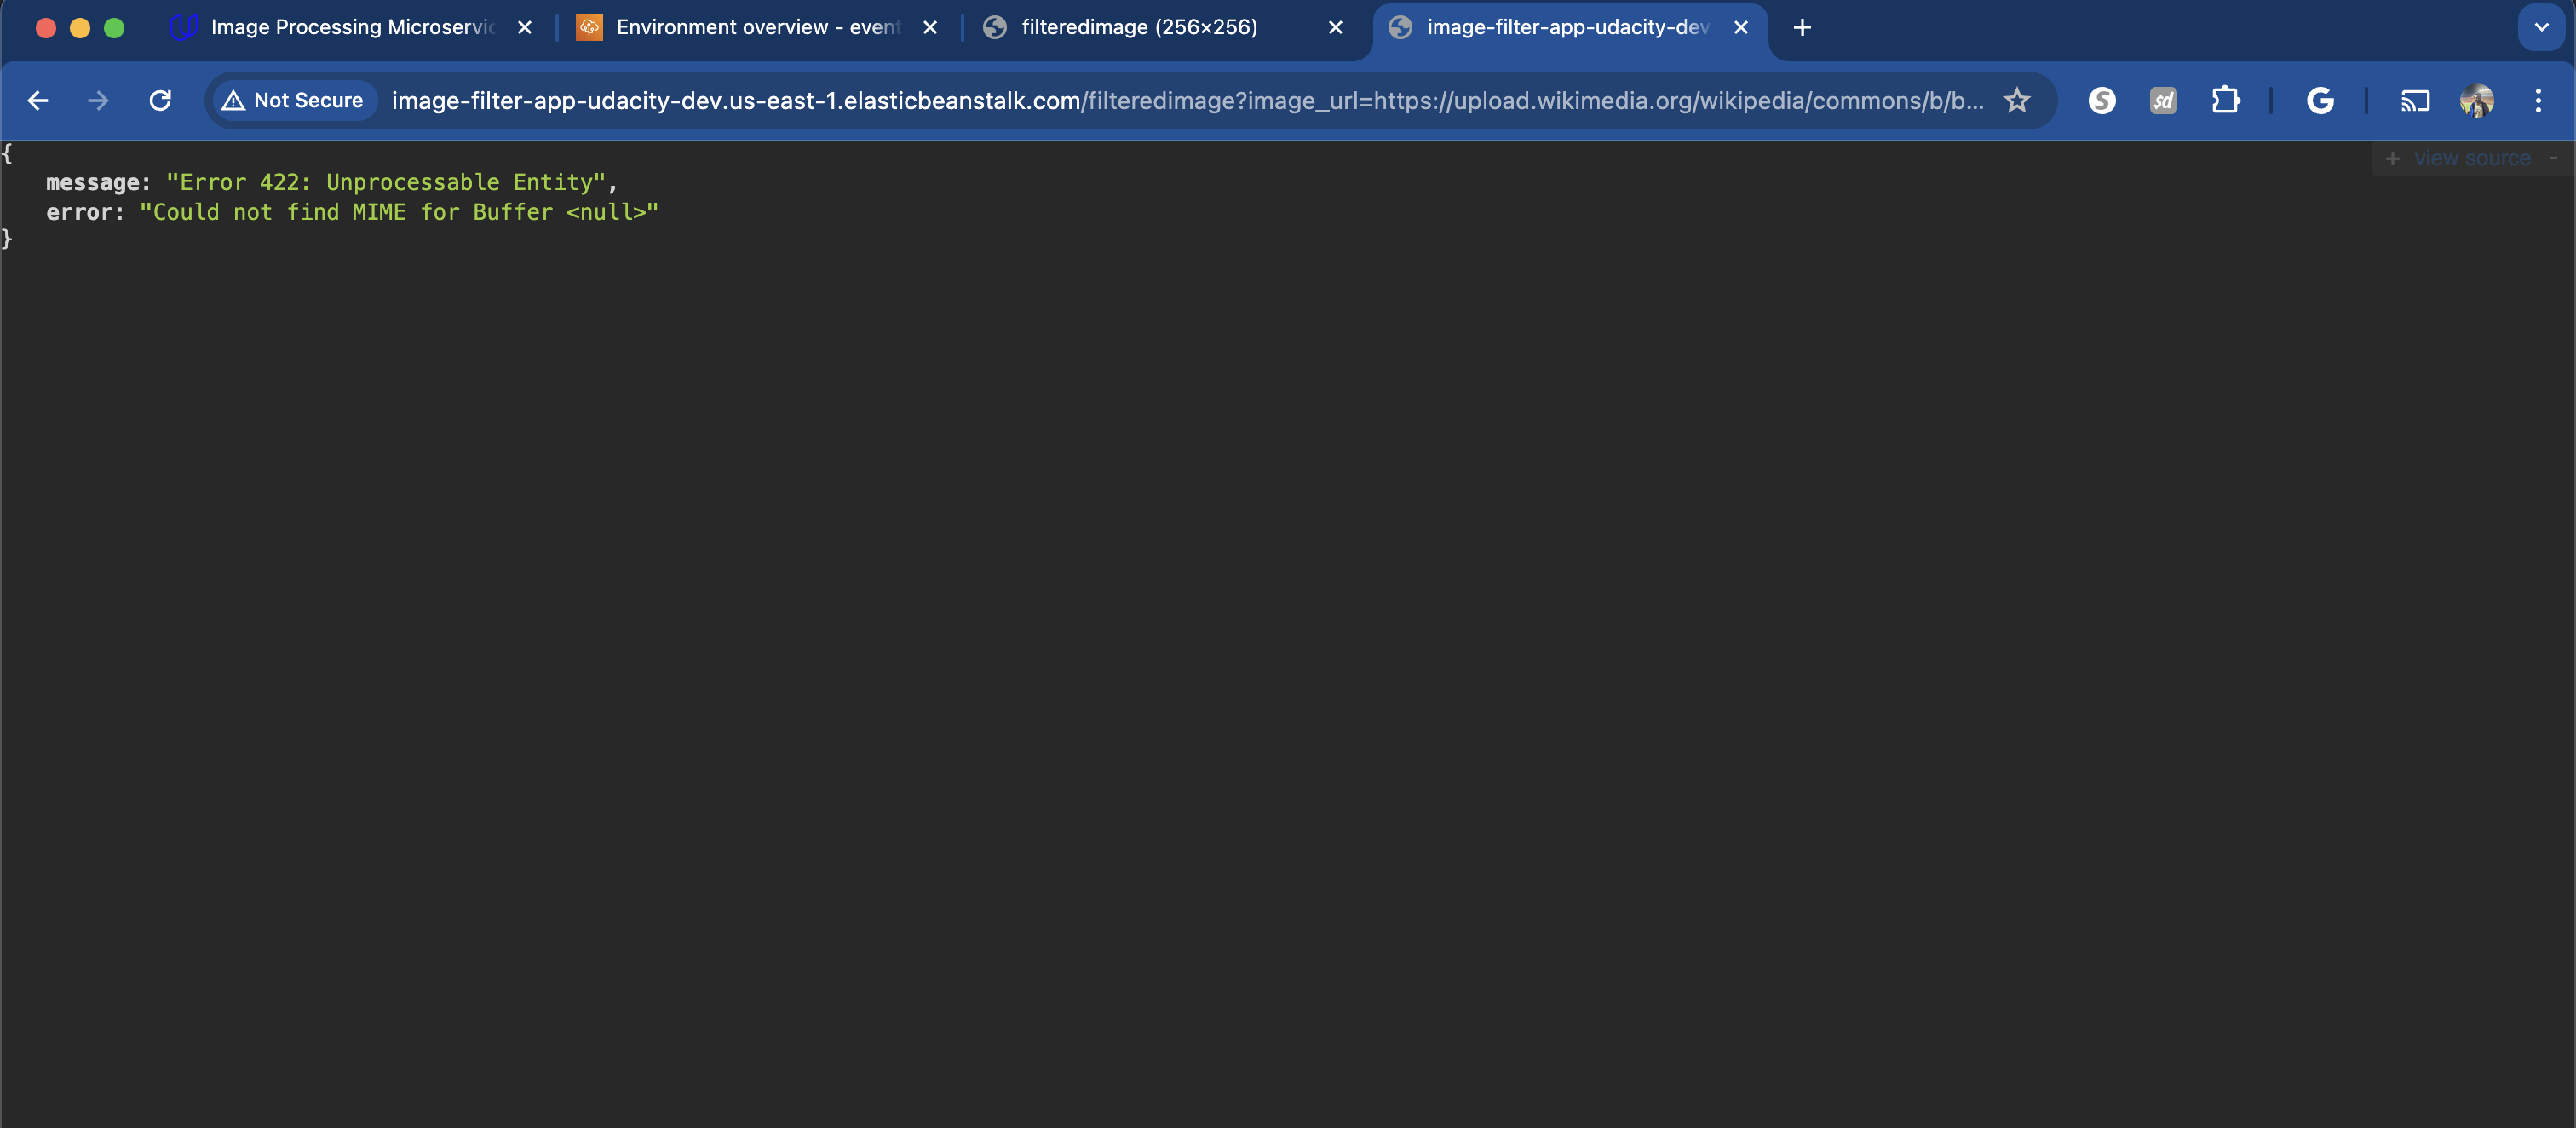 Image Processing Microservic
Environment overview - event
filteredimage (256×256)
image-filter-app-udacity-dev
Not Secure
image-filter-app-udacity-dev.us-east-1.elasticbeanstalk.com/filteredimage?image_url=https://upload.wikimedia.org/wikipedia/commons/b/b...
{
+ view source -
message: "Error 422: Unprocessable Entity",
error: "Could not find MIME for Buffer <null>"
}